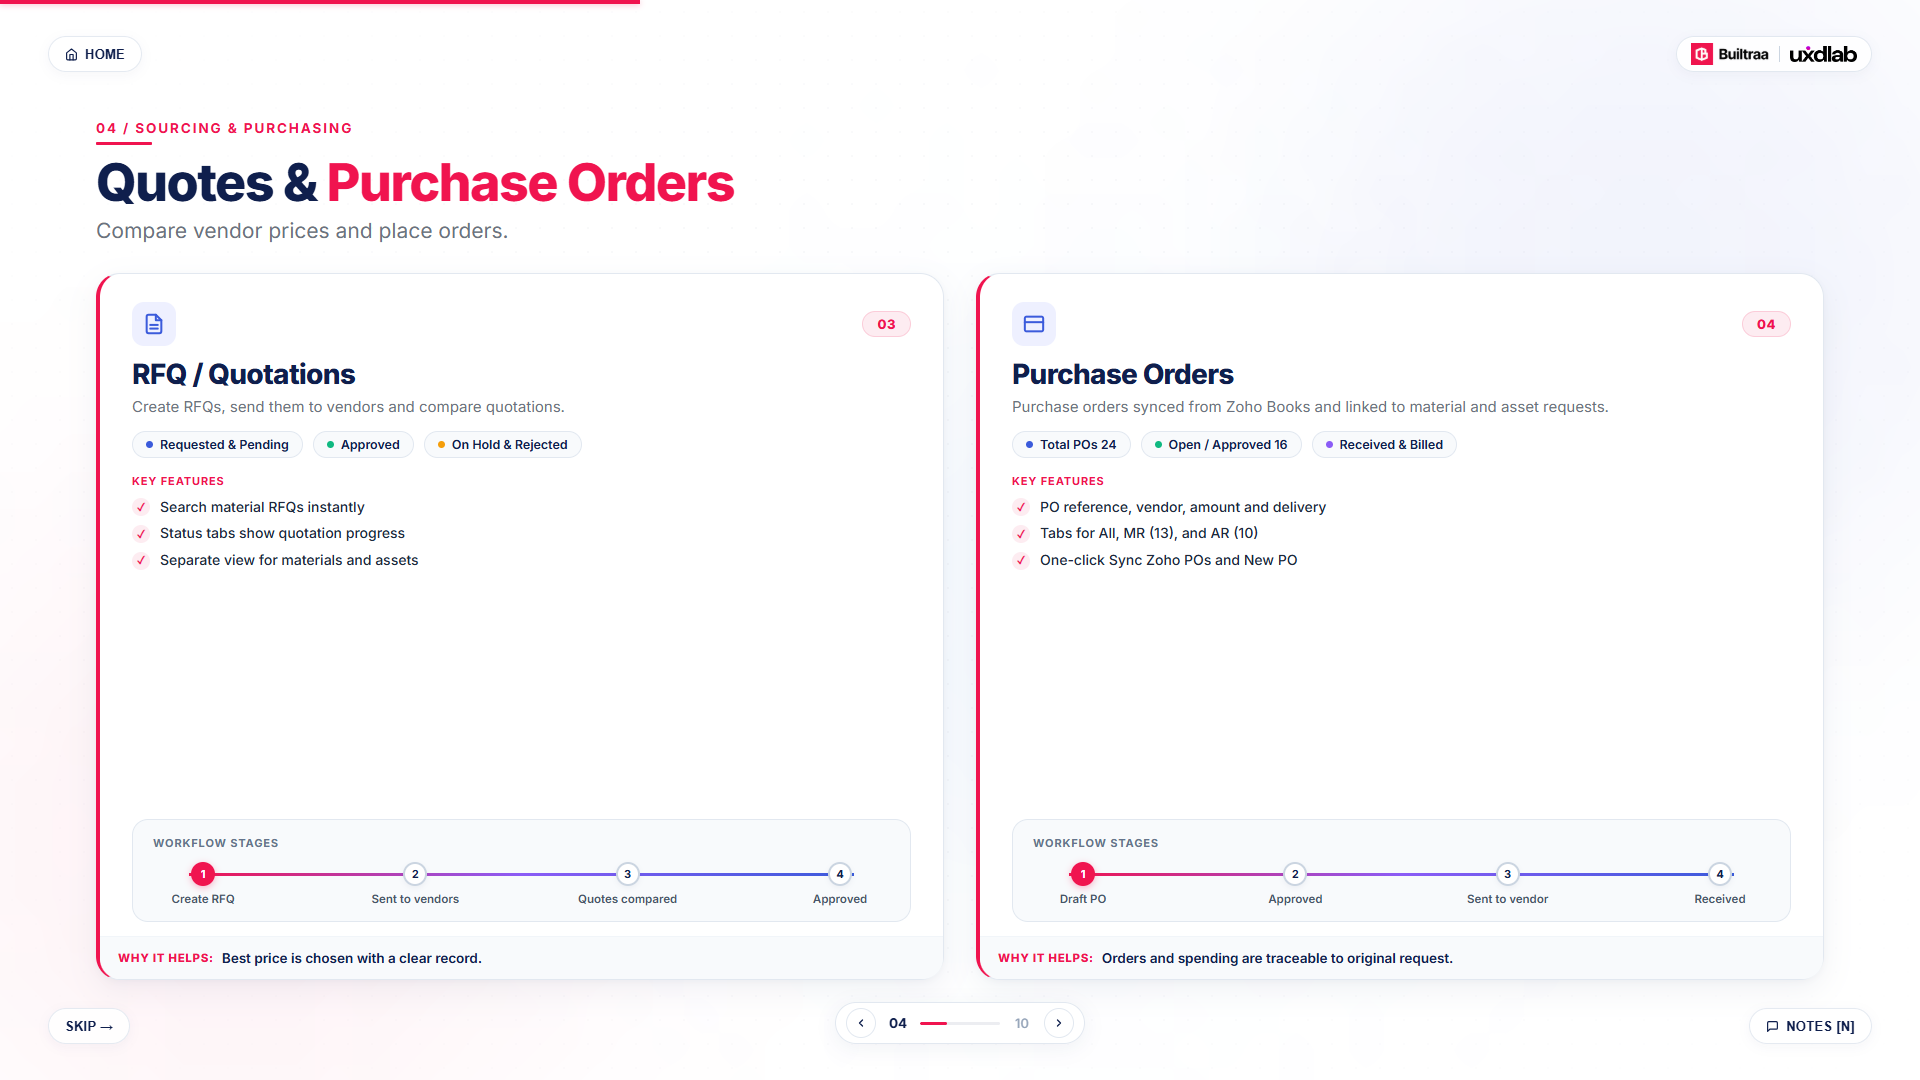 HOME
Builtraa
uxdlab
04 / SOURCING & PURCHASING
Quotes & Purchase Orders
Compare vendor prices and place orders.
03
RFQ / Quotations
Create RFQs, send them to vendors and compare quotations.
Requested & Pending
Approved
On Hold & Rejected
KEY FEATURES
✓ Search material RFQs instantly
✓ Status tabs show quotation progress
✓ Separate view for materials and assets
WORKFLOW STAGES
1 2 3 4
Create RFQ Sent to vendors Quotes compared Approved
WHY IT HELPS: Best price is chosen with a clear record.
04
Purchase Orders
Purchase orders synced from Zoho Books and linked to material and asset requests.
Total POs 24
Open / Approved 16
Received & Billed
KEY FEATURES
✓ PO reference, vendor, amount and delivery
✓ Tabs for All, MR (13), and AR (10)
✓ One-click Sync Zoho POs and New PO
WORKFLOW STAGES
1 2 3 4
Draft PO Approved Sent to vendor Received
WHY IT HELPS: Orders and spending are traceable to original request.
SKIP →
‹ 04 10 ›
NOTES [N]